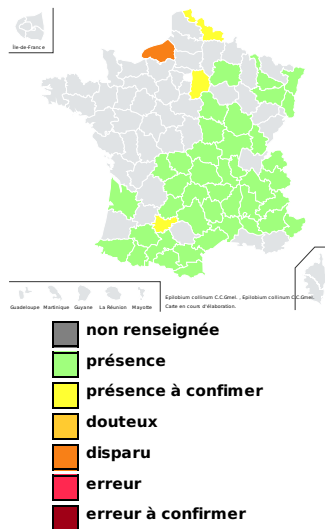 Île-de-France
Guadeloupe Martinique Guyane La Réunion Mayotte
Epilobium collinum C.C.Gmel. , Epilobium collinum C.C.Gmel.
Carte en cours d'élaboration.
non renseignée
présence
présence à confimer
douteux
disparu
erreur
erreur à confirmer